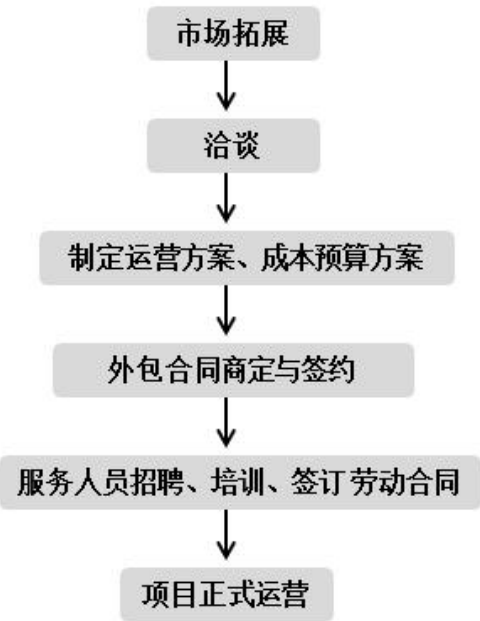 市场拓展
洽谈
制定运营方案、成本预算方案
外包合同商定与签约
服务人员招聘、培训、签订劳动合同
项目正式运营